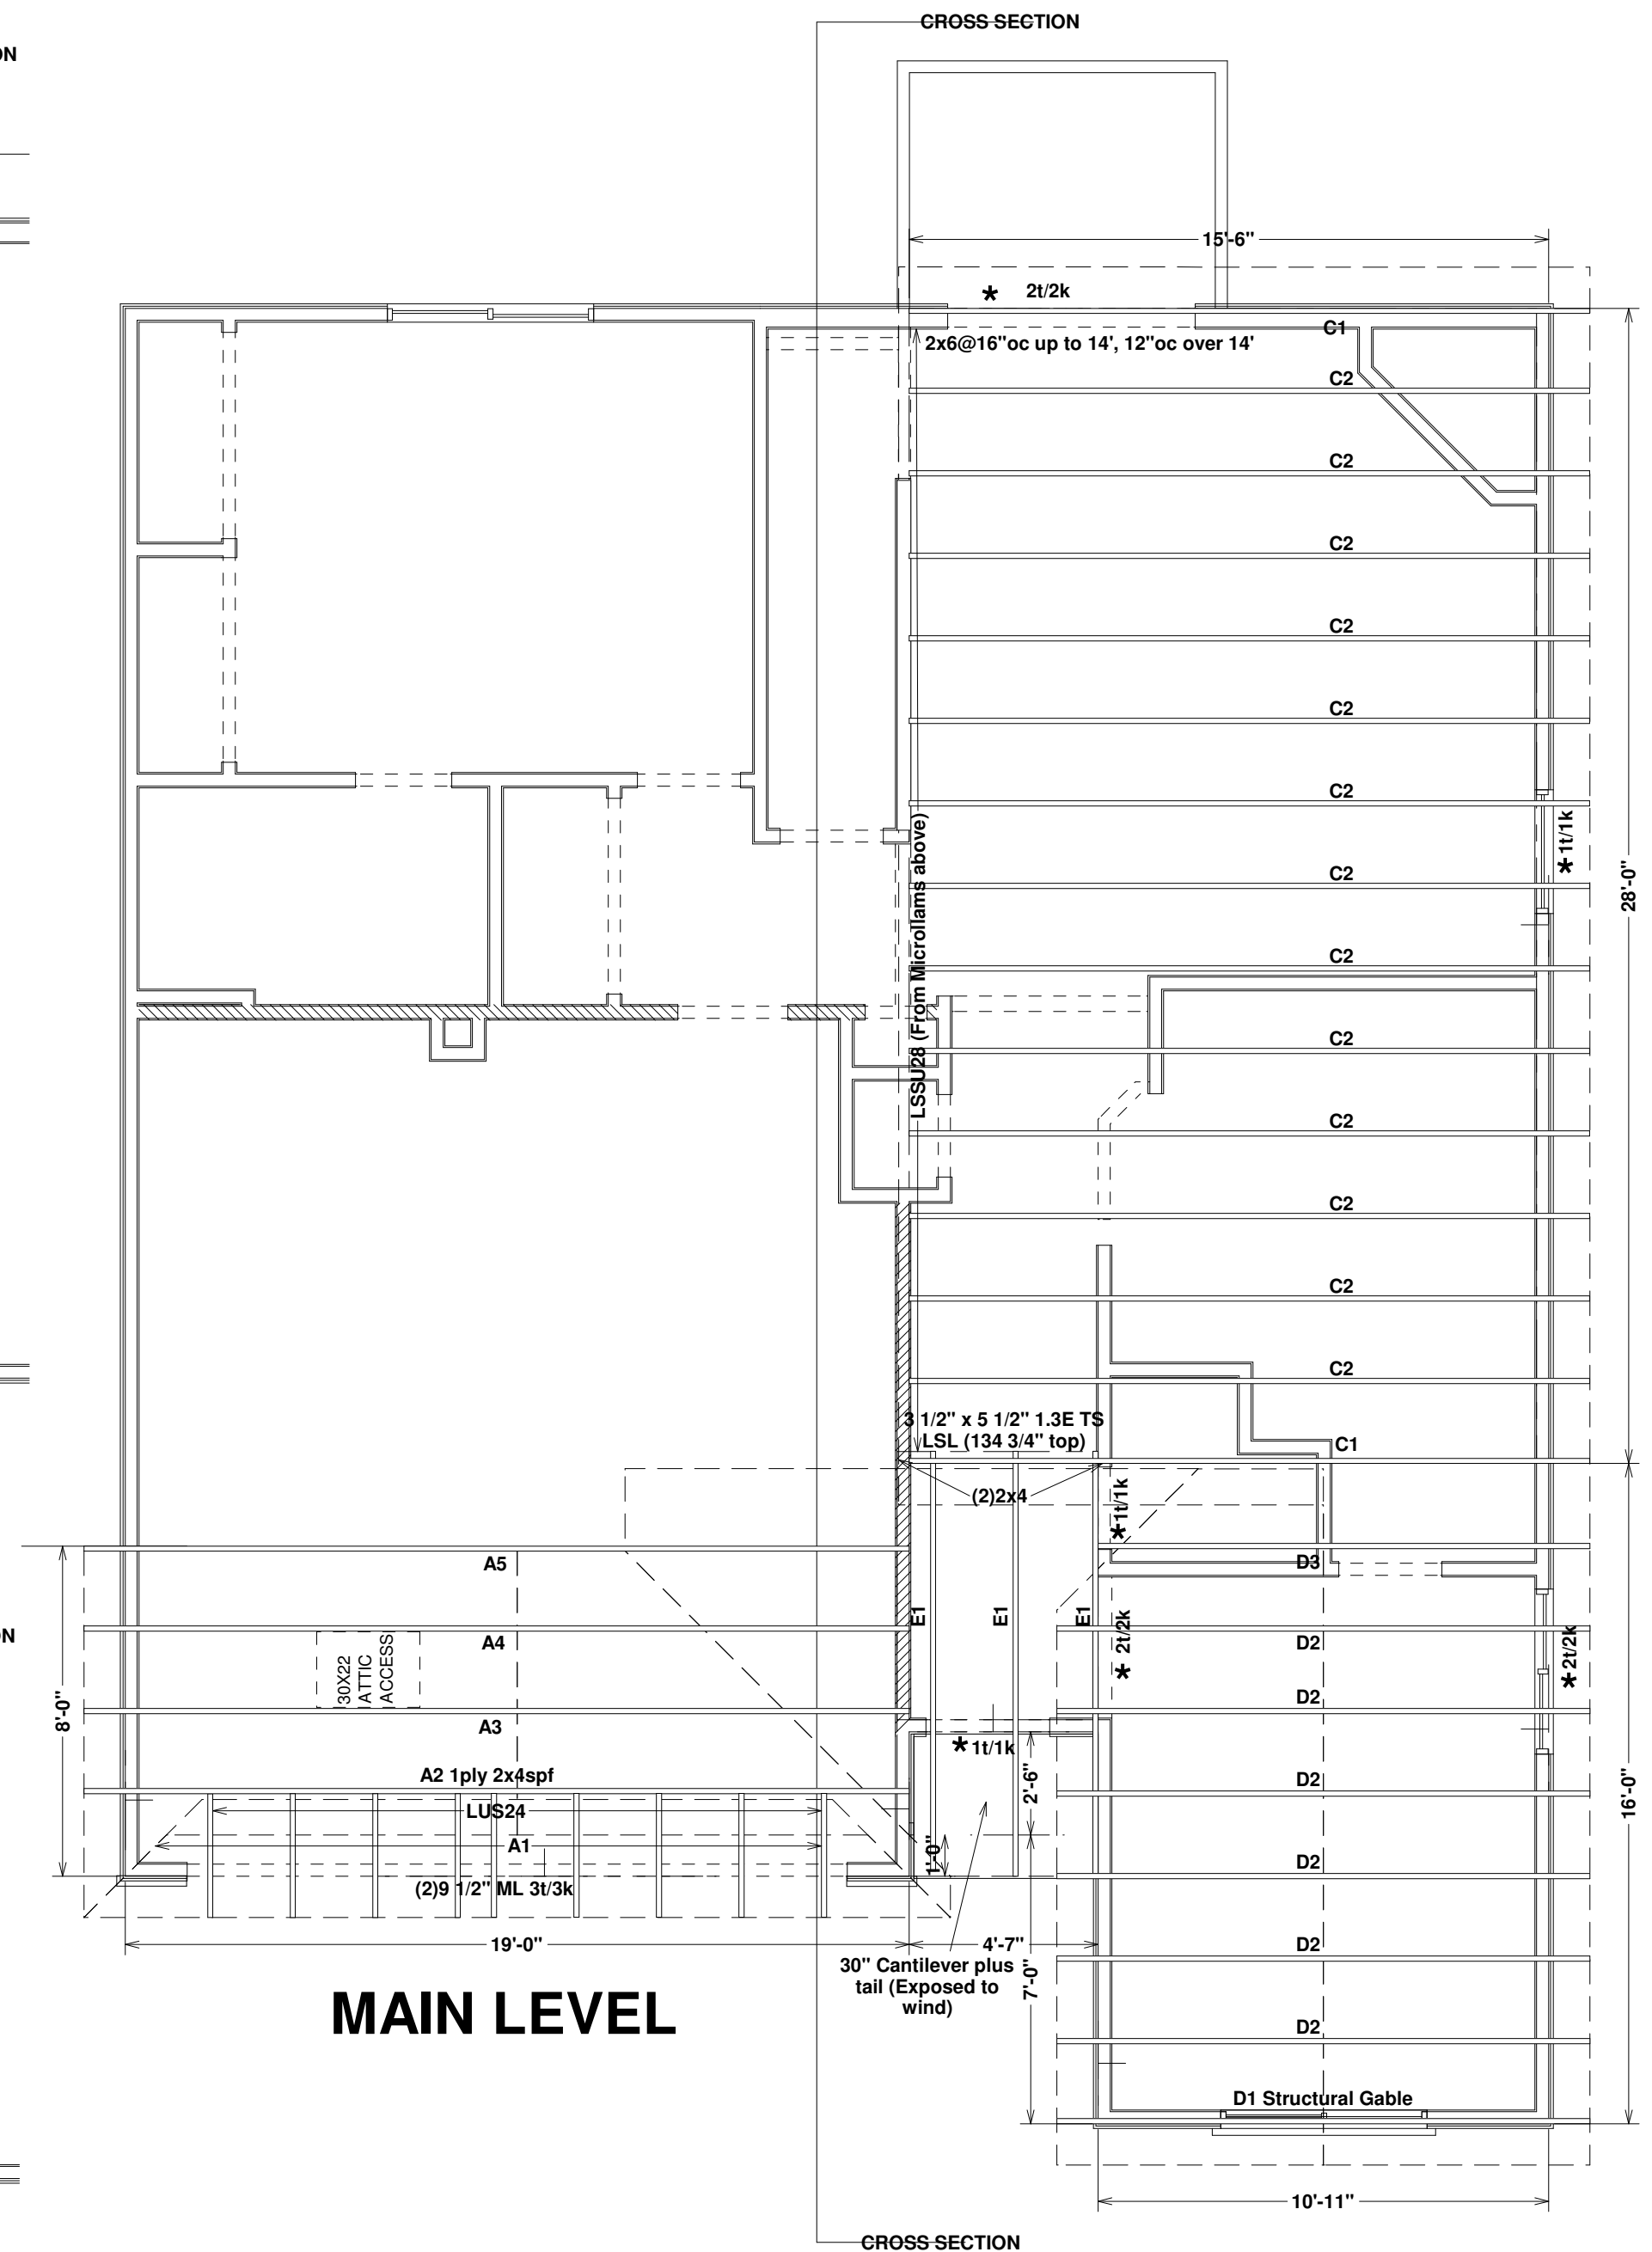 CROSS SECTION
ON
15'-6"
2t/2k
*
C1
2x6@16"oc up to 14', 12"oc over 14'
C2
C2
C2
C2
C2
C2
*1t/1k
C2
28'-0"
LSSU28 (From Microllams above)
C2
C2
C2
C2
C2
C2
3 1/2" x 5 1/2" 1.3E TS
LSL (134 3/4" top)
C1
(2)2x4
*1t/1k
A5
D3
E1
E1
E1
* 2t/2k
*2t/2k
ON
A4
D2
30X22
ATTIC
ACCESS
8'-0"
A3
D2
*1t/1k
A2 1ply 2x4spf
D2
2'-6"
16'-0"
LUS24
A1
1'-0"
D2
(2)9 1/2" ML 3t/3k
19'-0"
4'-7"
D2
30" Cantilever plus
tail (Exposed to
wind)
7'-0"
MAIN LEVEL
D2
D1 Structural Gable
10'-11"
CROSS SECTION